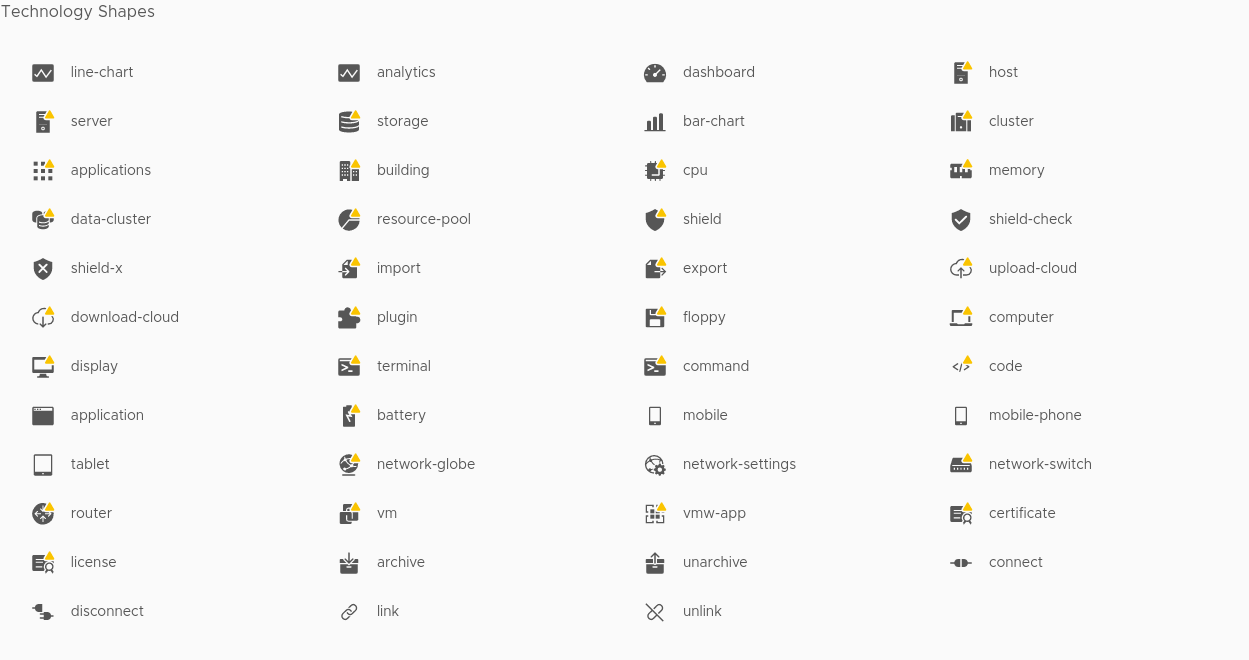 Technology Shapes
line-chart analytics dashboard host
server storage bar-chart cluster
applications building cpu memory
data-cluster resource-pool shield shield-check
shield-x import export upload-cloud
download-cloud plugin floppy computer
display terminal command code
application battery mobile mobile-phone
tablet network-globe network-settings network-switch
router vm vmw-app certificate
license archive unarchive connect
disconnect link unlink